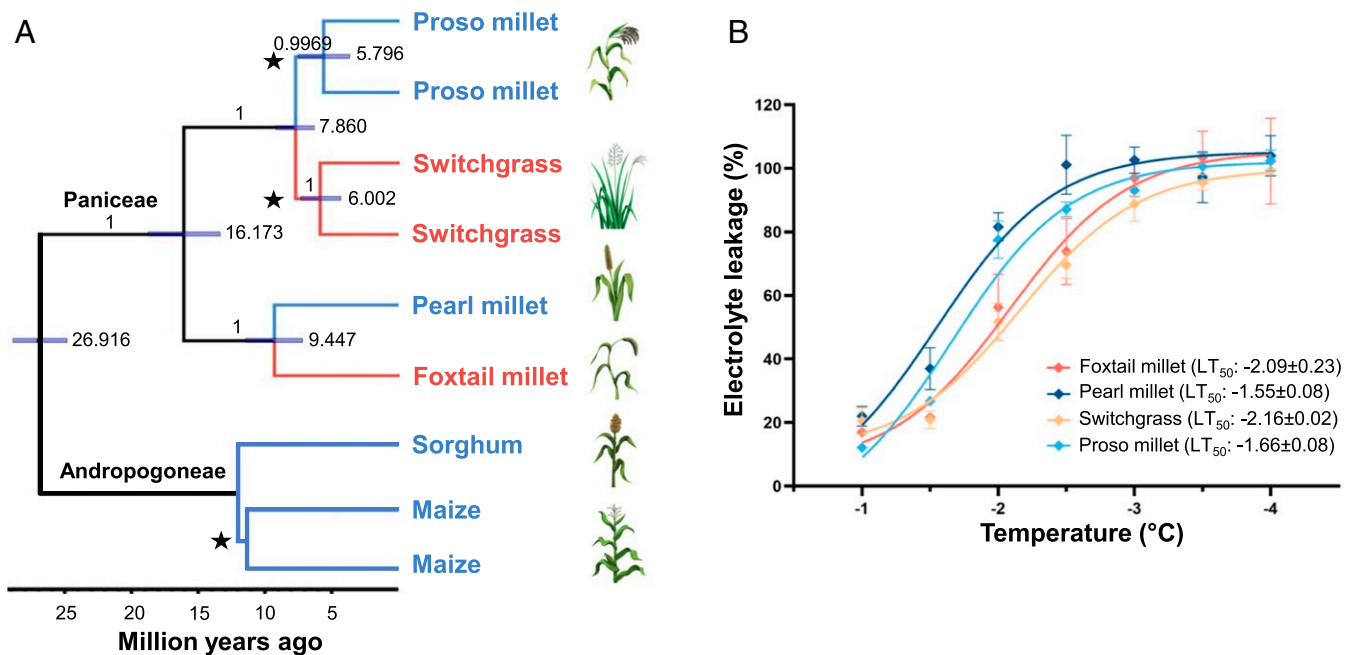 A
Proso millet
0.9969
5.796
Proso millet
1
7.860
Switchgrass
1
6.002
Paniceae
1
16.173
Switchgrass
Pearl millet
1
9.447
26.916
Foxtail millet
Sorghum
Andropogoneae
Maize
Maize
25 20 15 10 5
Million years ago
B
Electrolyte leakage (%)
120
100
80
60
40
20
0
Foxtail millet (LT50: -2.09±0.23)
Pearl millet (LT50: -1.55±0.08)
Switchgrass (LT50: -2.16±0.02)
Proso millet (LT50: -1.66±0.08)
-1 -2 -3 -4
Temperature (°C)